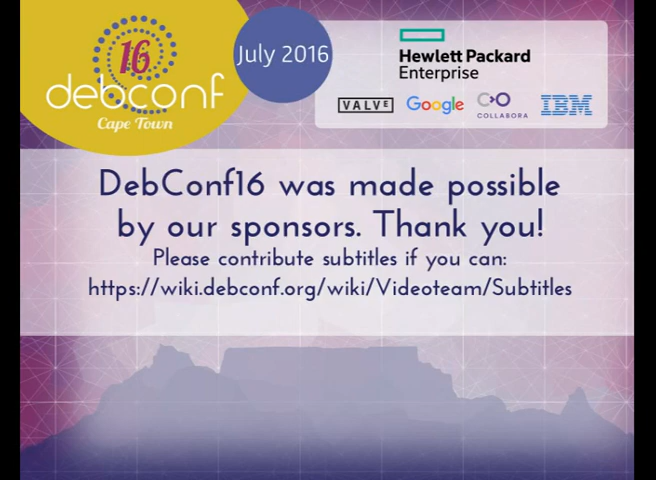 16
debconf
Cape Town
July 2016
Hewlett Packard
Enterprise
VALVE
Google
COLLABORA
IBM
DebConf16 was made possible
by our sponsors. Thank you!
Please contribute subtitles if you can:
https://wiki.debconf.org/wiki/Videoteam/Subtitles